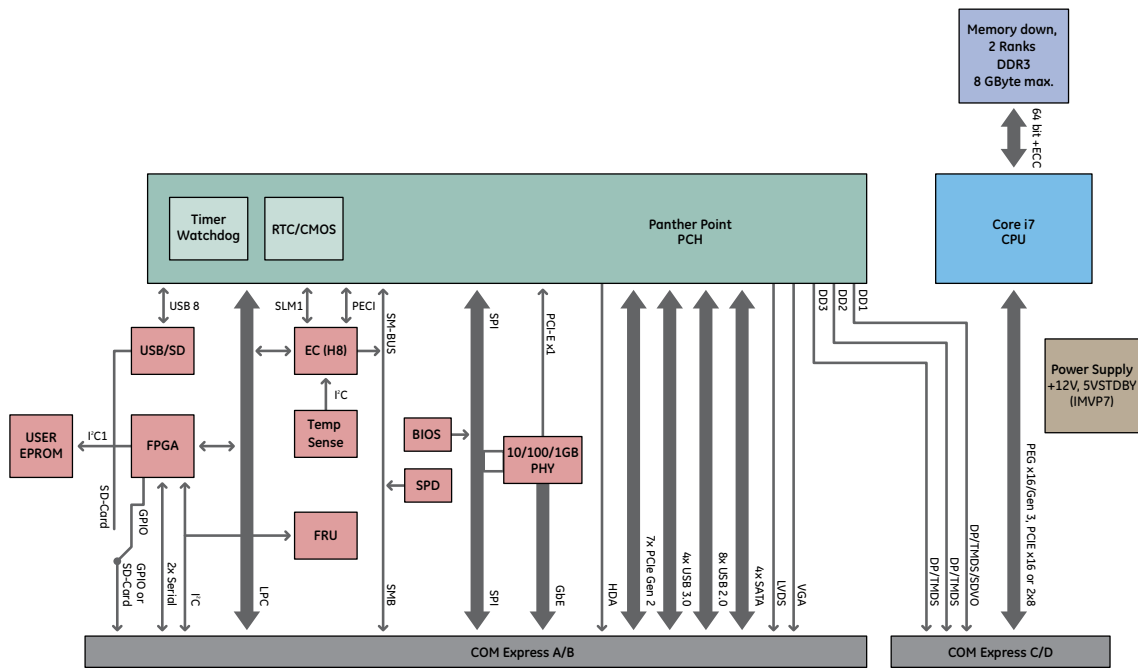 Memory down,
2 Ranks
DDR3
8 GByte max.
64 bit +ECC
Timer
Watchdog
RTC/CMOS
Panther Point
PCH
Core i7
CPU
USB 8
SLM1
PECI
SM-BUS
SPI
PCI-E x1
DD3
DD2
DD1
USB/SD
EC (H8)
I²C
Temp
Sense
Power Supply
+12V, 5VSTDBY
(IMVP7)
USER
EPROM
I²C1
FPGA
BIOS
10/100/1GB
PHY
SPD
SD-Card
GPIO
FRU
GPIO or
SD-Card
2x Serial
I²C
LPC
SMB
SPI
GbE
HDA
7x PCIe Gen 2
4x USB 3.0
8x USB 2.0
4x SATA
LVDS
VGA
DP/TMDS
DP/TMDS
DP/TMDS/SDVO
PEG x16/Gen 3, PCIE x16 or 2x8
COM Express A/B
COM Express C/D